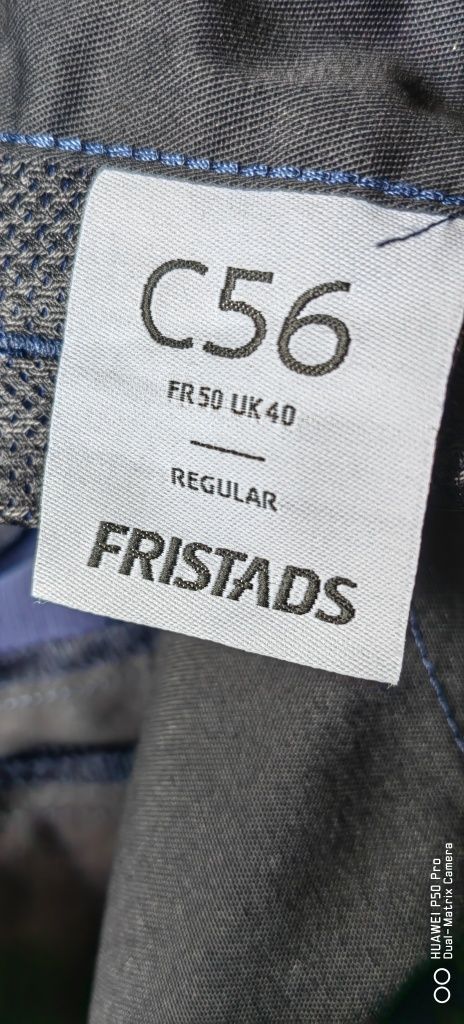 C56
FR 50 UK 40
REGULAR
FRISTADS
HUAWEI P50 Pro
Dual-Matrix Camera